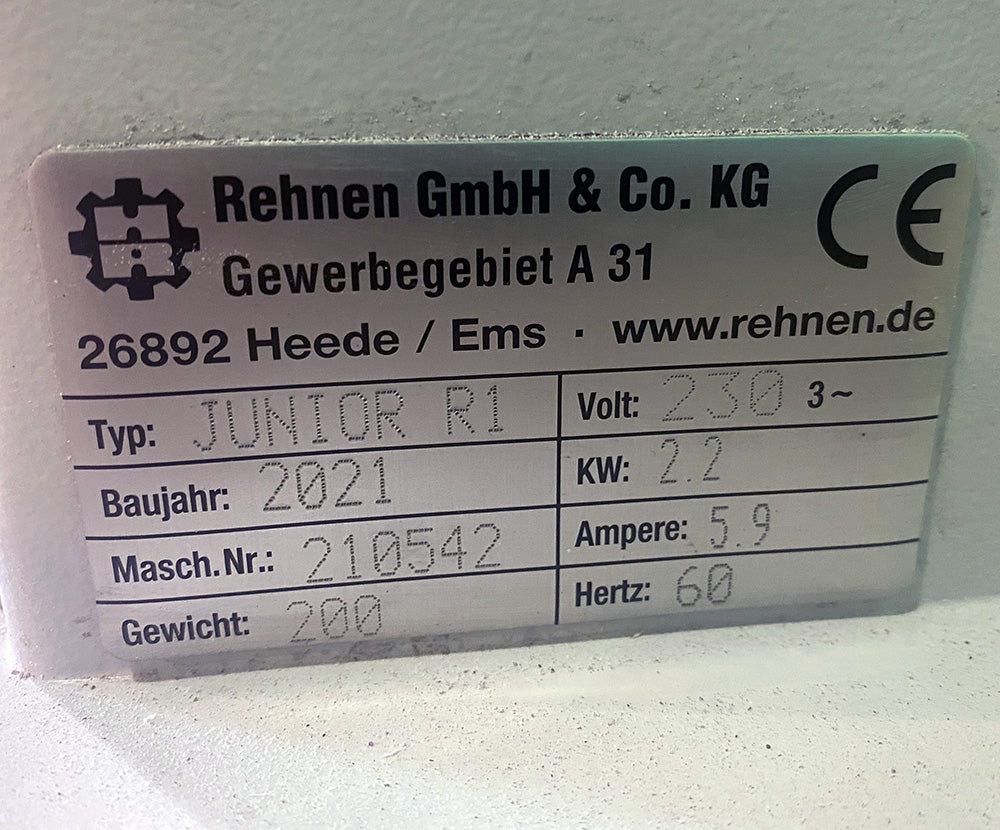 Rehnen GmbH & Co. KG CE
Gewerbegebiet A 31
26892 Heede / Ems · www.rehnen.de
Typ: JUNIOR R1 Volt: 230 3~
Baujahr: 2021 KW: 2.2
Masch.Nr.: 210542 Ampere: 5.9
Gewicht: 200 Hertz: 60